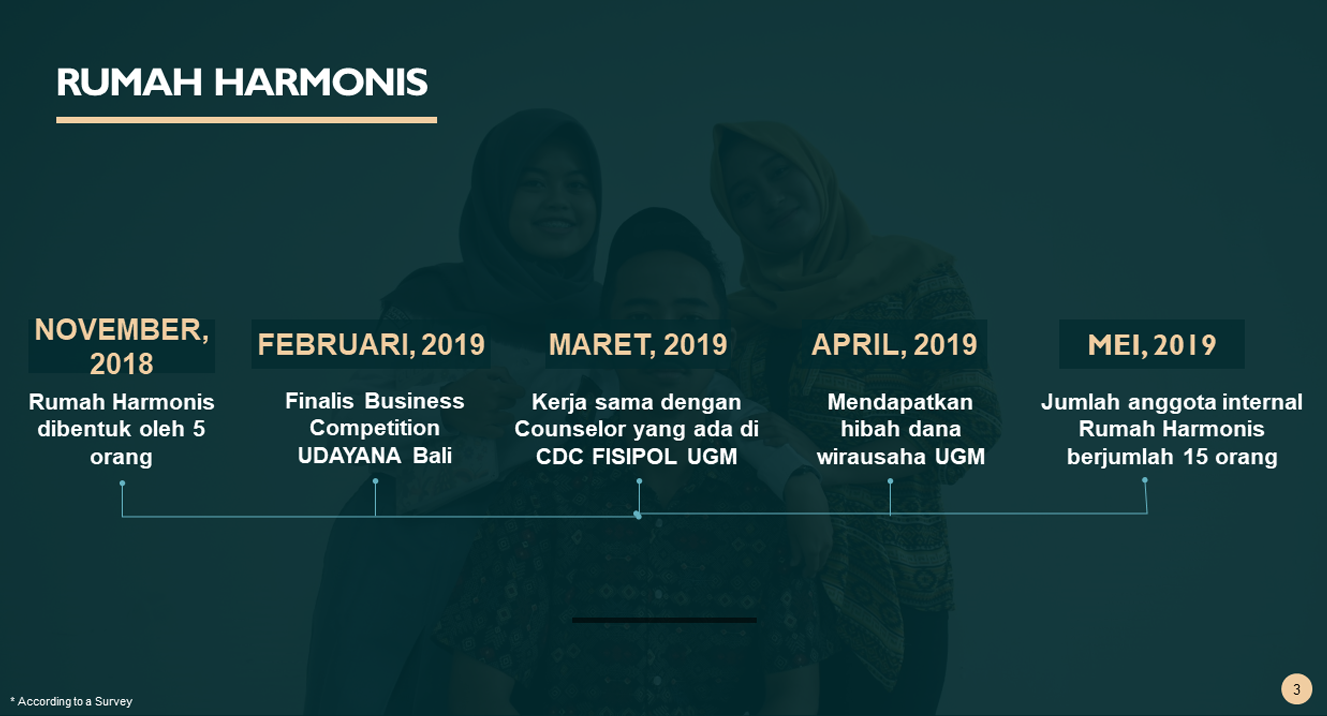 RUMAH HARMONIS
NOVEMBER,
2018
Rumah Harmonis
dibentuk oleh 5
orang
FEBRUARI, 2019
Finalis Business
Competition
UDAYANA Bali
MARET, 2019
Kerja sama dengan
Counselor yang ada di
CDC FISIPOL UGM
APRIL, 2019
Mendapatkan
hibah dana
wirausaha UGM
MEI, 2019
Jumlah anggota internal
Rumah Harmonis
berjumlah 15 orang
* According to a Survey
3